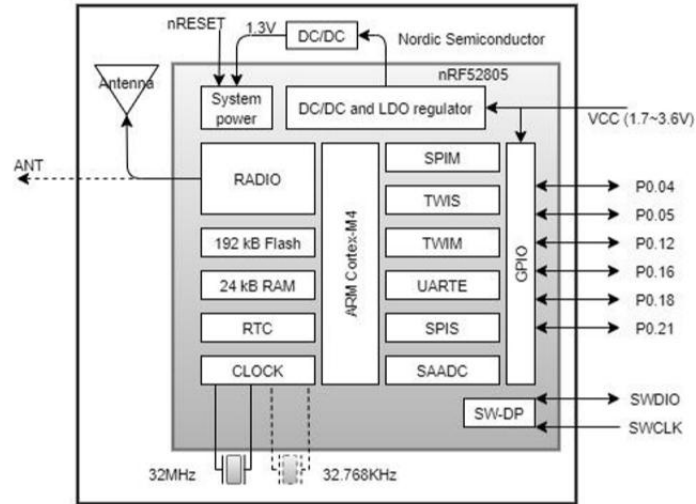 nRESET
1.3V
DC/DC
Nordic Semiconductor
nRF52805
Antenna
System
power
DC/DC and LDO regulator
VCC (1.7~3.6V)
ANT
RADIO
ARM Cortex-M4
SPIM
GPIO
P0.04
TWIS
P0.05
192 kB Flash
TWIM
P0.12
P0.16
24 kB RAM
UARTE
P0.18
RTC
SPIS
P0.21
CLOCK
SAADC
SW-DP
SWDIO
SWCLK
32MHz
32.768KHz